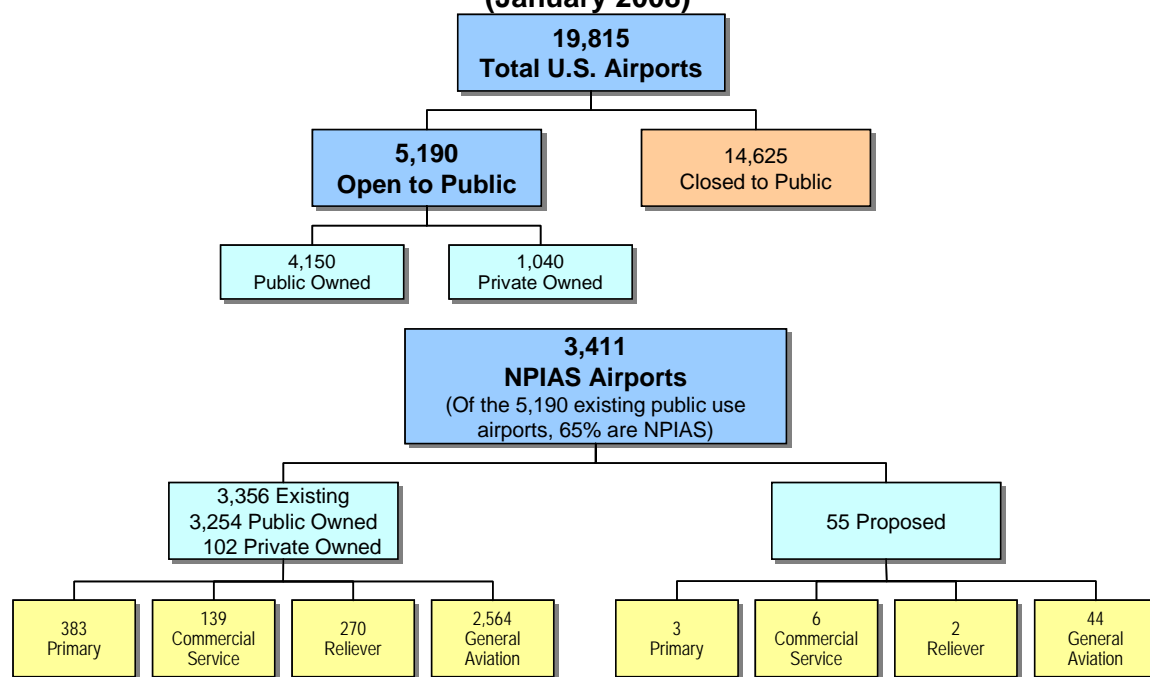 (January 2008)
19,815
Total U.S. Airports
5,190
Open to Public
14,625
Closed to Public
4,150
Public Owned
1,040
Private Owned
3,411
NPIAS Airports
(Of the 5,190 existing public use
airports, 65% are NPIAS)
3,356 Existing
3,254 Public Owned
102 Private Owned
55 Proposed
383
Primary
139
Commercial
Service
270
Reliever
2,564
General
Aviation
3
Primary
6
Commercial
Service
2
Reliever
44
General
Aviation